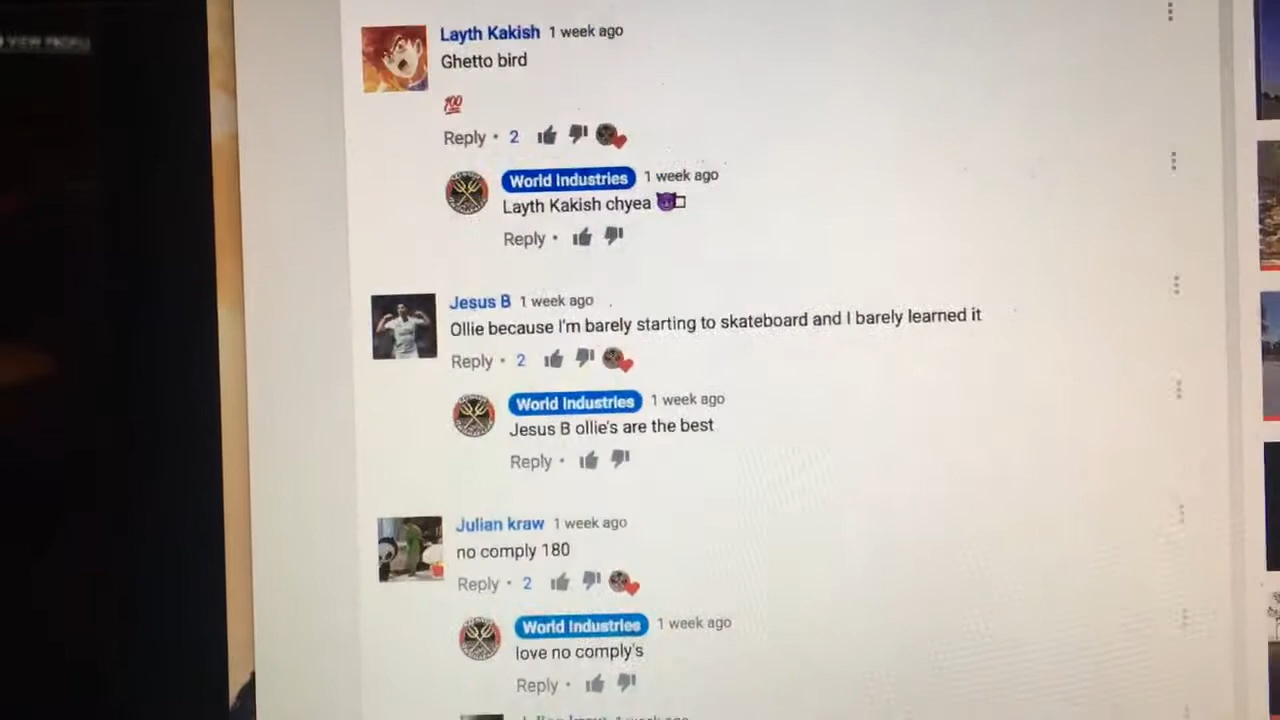 VIEW MENU
Layth Kakish 1 week ago
Ghetto bird
💯
Reply • 2
World Industries 1 week ago
Layth Kakish chyea 😈
Reply •
Jesus B 1 week ago
Ollie because I'm barely starting to skateboard and I barely learned it
Reply • 2
World Industries 1 week ago
Jesus B ollie's are the best
Reply •
Julian kraw 1 week ago
no comply 180
Reply • 2
World Industries 1 week ago
love no comply's
Reply •